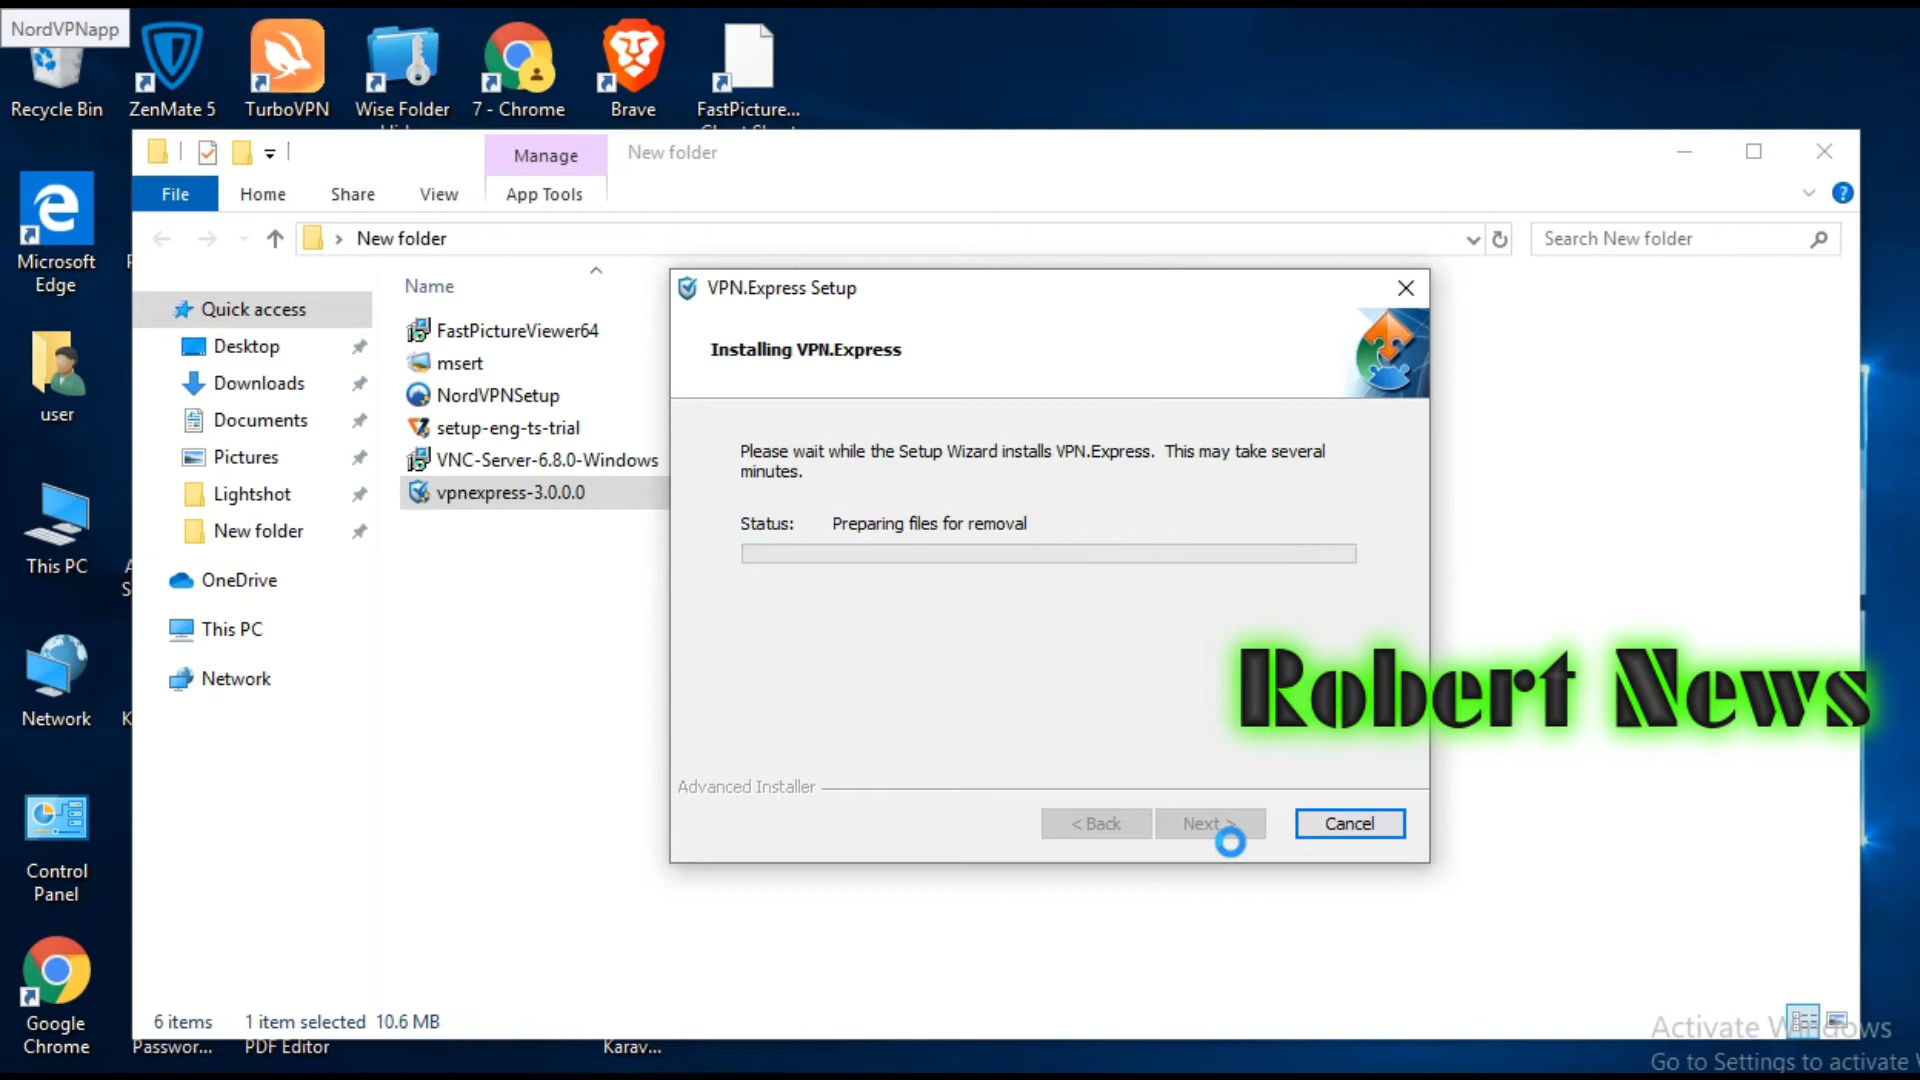 NordVPNapp
Recycle Bin
ZenMate 5
TurboVPN
Wise Folder
7 - Chrome
Brave
FastPicture...
Manage
New folder
File
Home
Share
View
App Tools
New folder
Search New folder
Microsoft
Edge
user
This PC
Network
Control
Panel
Google
Chrome
Quick access
Desktop
Downloads
Documents
Pictures
Lightshot
New folder
OneDrive
This PC
Network
Name
FastPictureViewer64
msert
NordVPNSetup
setup-eng-ts-trial
VNC-Server-6.8.0-Windows
vpnexpress-3.0.0.0
VPN.Express Setup
Installing VPN.Express
Please wait while the Setup Wizard installs VPN.Express. This may take several
minutes.
Status: Preparing files for removal
Robert News
Advanced Installer
< Back
Next >
Cancel
6 items
1 item selected 10.6 MB
Passwor...
PDF Editor
Karav...
Activate Windows
Go to Settings to activate